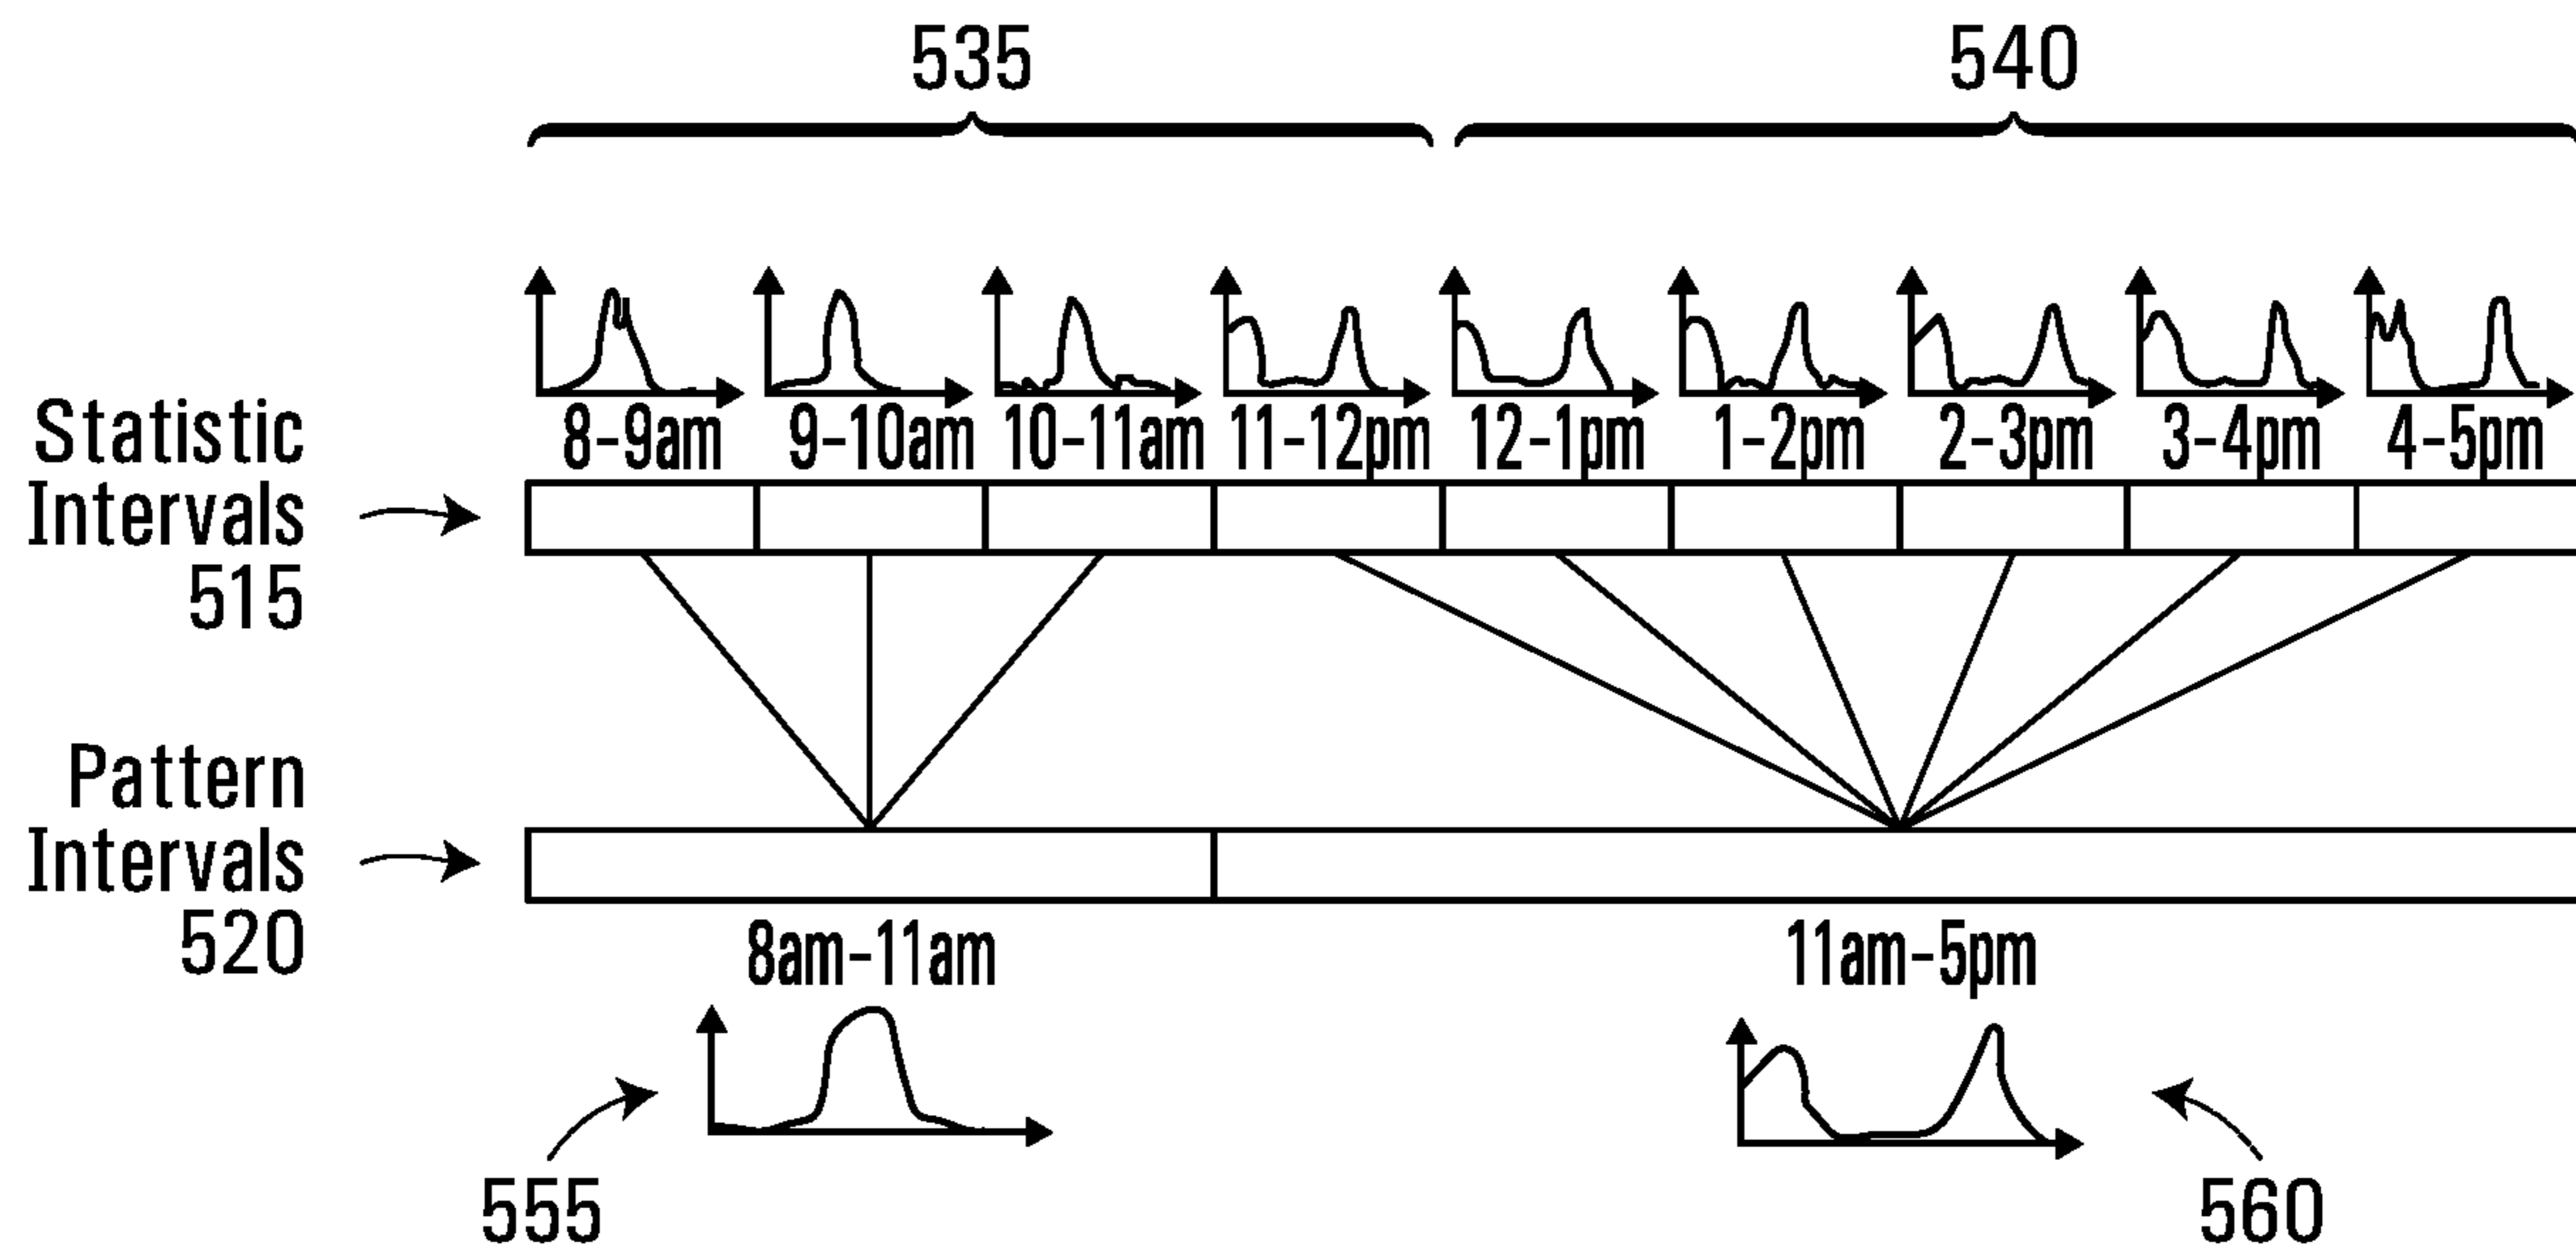 535
540
8-9am
9-10am
10-11am
11-12pm
12-1pm
1-2pm
2-3pm
3-4pm
4-5pm
Statistic
Intervals
515
Pattern
Intervals
520
8am-11am
11am-5pm
555
560